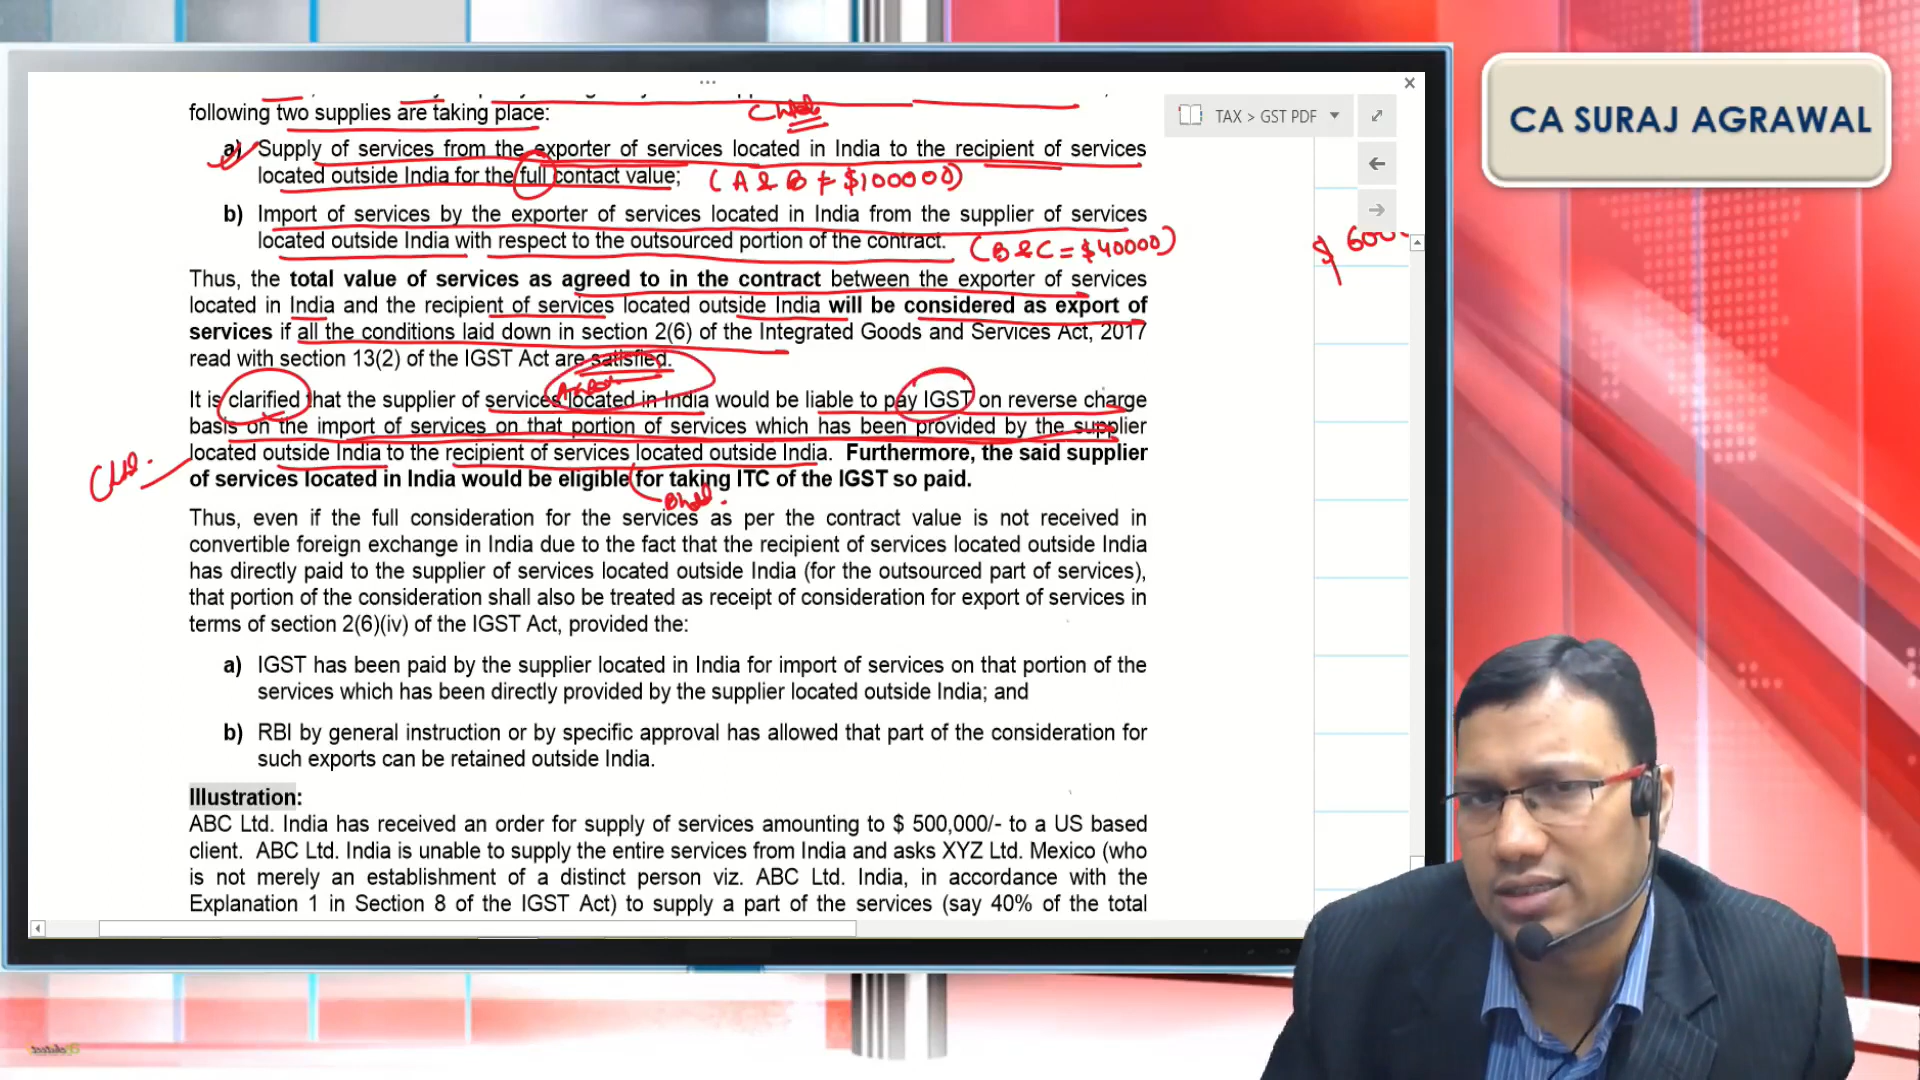 CA SURAJ AGRAWAL
TAX > GST PDF
following two supplies are taking place:
a) Supply of services from the exporter of services located in India to the recipient of services
located outside India for the full contact value; (A & B → $100000)
b) Import of services by the exporter of services located in India from the supplier of services
located outside India with respect to the outsourced portion of the contract. (B & C = $40000)
Thus, the total value of services as agreed to in the contract between the exporter of services
located in India and the recipient of services located outside India will be considered as export of
services if all the conditions laid down in section 2(6) of the Integrated Goods and Services Act, 2017
read with section 13(2) of the IGST Act are satisfied.
It is clarified that the supplier of services located in India would be liable to pay IGST on reverse charge
basis on the import of services on that portion of services which has been provided by the supplier
located outside India to the recipient of services located outside India. Furthermore, the said supplier
of services located in India would be eligible for taking ITC of the IGST so paid.
Thus, even if the full consideration for the services as per the contract value is not received in
convertible foreign exchange in India due to the fact that the recipient of services located outside India
has directly paid to the supplier of services located outside India (for the outsourced part of services),
that portion of the consideration shall also be treated as receipt of consideration for export of services in
terms of section 2(6)(iv) of the IGST Act, provided the:
a) IGST has been paid by the supplier located in India for import of services on that portion of the
services which has been directly provided by the supplier located outside India; and
b) RBI by general instruction or by specific approval has allowed that part of the consideration for
such exports can be retained outside India.
Illustration:
ABC Ltd. India has received an order for supply of services amounting to $ 500,000/- to a US based
client. ABC Ltd. India is unable to supply the entire services from India and asks XYZ Ltd. Mexico (who
is not merely an establishment of a distinct person viz. ABC Ltd. India, in accordance with the
Explanation 1 in Section 8 of the IGST Act) to supply a part of the services (say 40% of the total